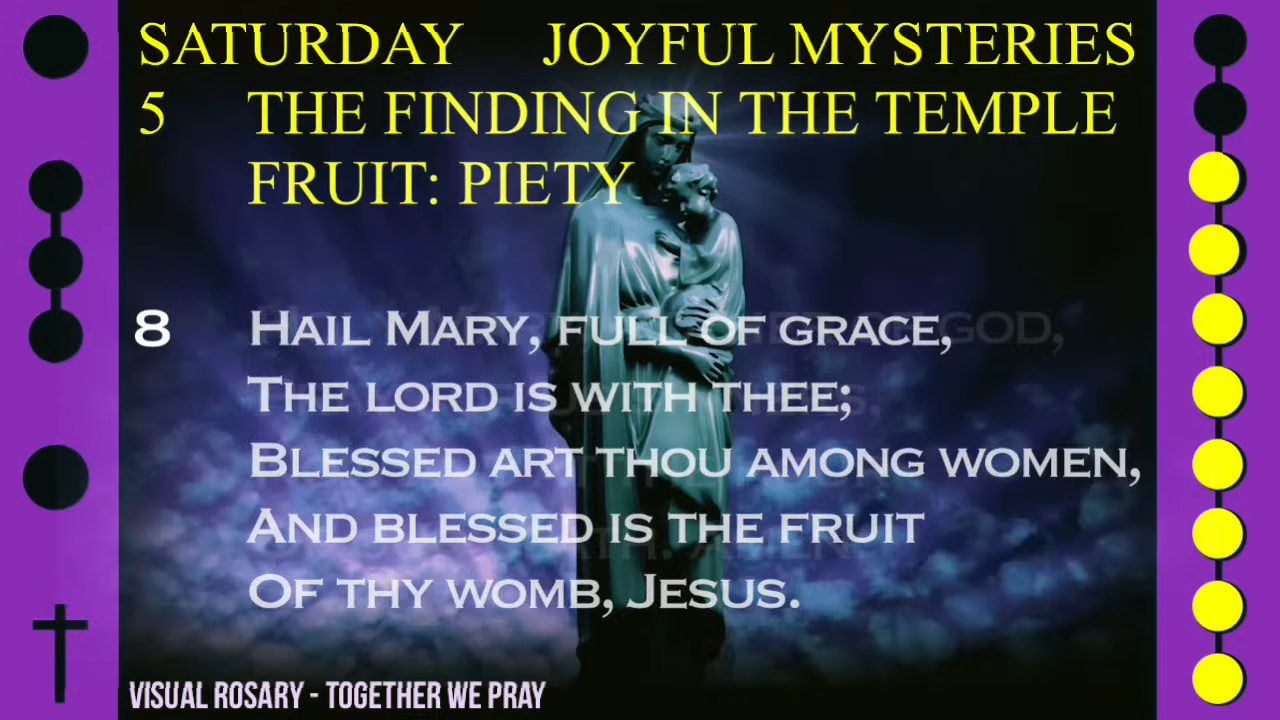 SATURDAY JOYFUL MYSTERIES
5 THE FINDING IN THE TEMPLE
FRUIT: PIETY
8 HAIL MARY, FULL OF GRACE,
THE LORD IS WITH THEE;
BLESSED ART THOU AMONG WOMEN,
AND BLESSED IS THE FRUIT
OF THY WOMB, JESUS.
VISUAL ROSARY - TOGETHER WE PRAY